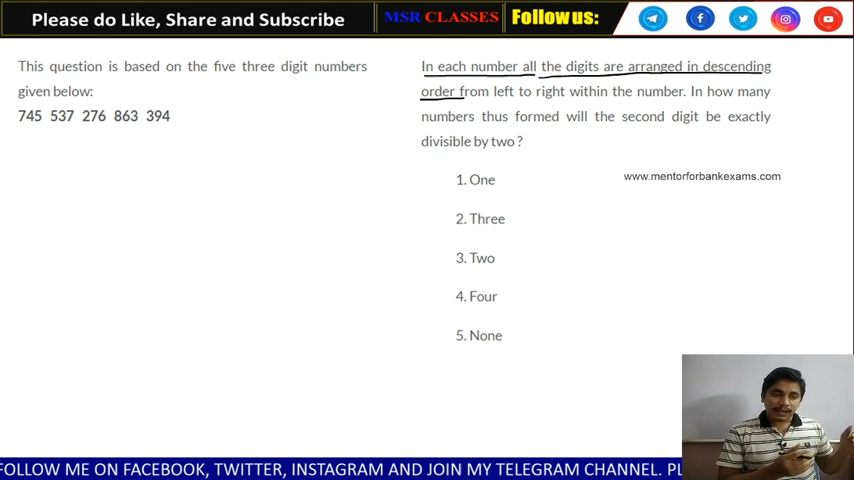 Please do Like, Share and Subscribe
MSR CLASSES
Follow us:
This question is based on the five three digit numbers
given below:
745 537 276 863 394
In each number all the digits are arranged in descending
order from left to right within the number. In how many
numbers thus formed will the second digit be exactly
divisible by two ?
1. One
www.mentorforbankexams.com
2. Three
3. Two
4. Four
5. None
FOLLOW ME ON FACEBOOK, TWITTER, INSTAGRAM AND JOIN MY TELEGRAM CHANNEL. PL